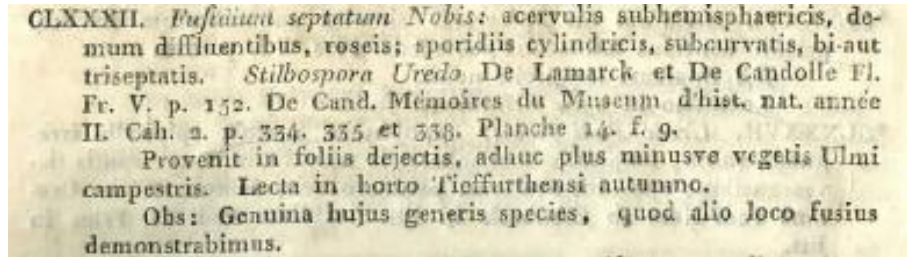 CLXXXII. Fusidium septatum Nobis: acervulis subhemisphaericis, de-
mum diffluentibus, roseis; sporidiis cylindricis, subcurvatis, bi-aut
triseptatis. Stilbospora Uredo De Lamarck et De Candolle Fl.
Fr. V. p. 152. De Cand. Mémoires du Museum d'hist. nat. année
II. Cah. 2. p. 334. 335 et 338. Planche 14. f. 9.
Provenit in foliis dejectis, adhuc plus minusve vegetis Ulmi
campestris. Lecta in horto Tieffurthensi autumno.
Obs: Genuina hujus generis species, quod alio loco fusius
demonstrabimus.